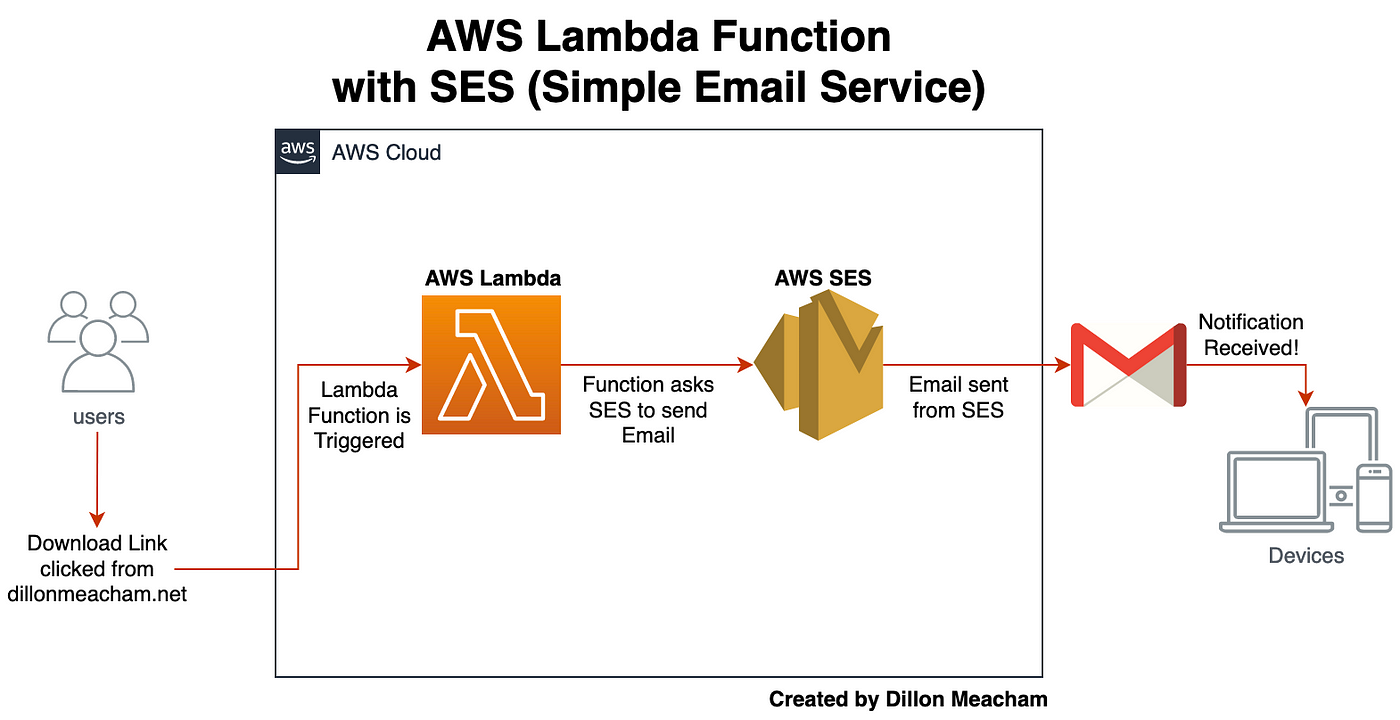 AWS Lambda Function
with SES (Simple Email Service)
aws
AWS Cloud
AWS Lambda
AWS SES
users
Download Link
clicked from
dillonmeacham.net
Lambda
Function is
Triggered
Function asks
SES to send
Email
Email sent
from SES
Notification
Received!
Devices
Created by Dillon Meacham